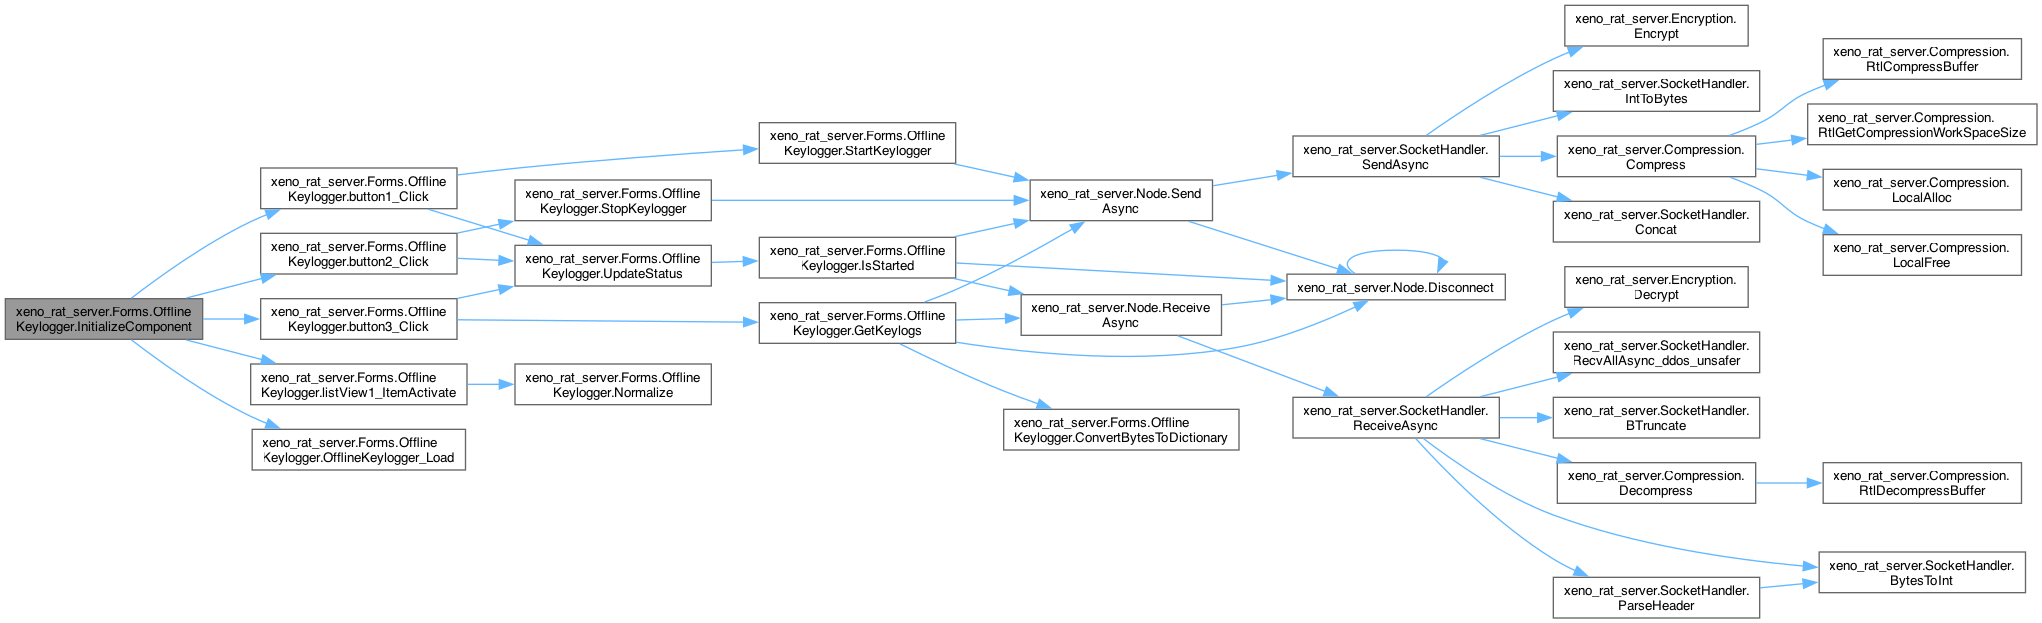 xeno_rat_server.Forms.Offline
Keylogger.InitializeComponent
xeno_rat_server.Forms.Offline
Keylogger.button1_Click
xeno_rat_server.Forms.Offline
Keylogger.button2_Click
xeno_rat_server.Forms.Offline
Keylogger.button3_Click
xeno_rat_server.Forms.Offline
Keylogger.listView1_ItemActivate
xeno_rat_server.Forms.Offline
Keylogger.OfflineKeylogger_Load
xeno_rat_server.Forms.Offline
Keylogger.StopKeylogger
xeno_rat_server.Forms.Offline
Keylogger.UpdateStatus
xeno_rat_server.Forms.Offline
Keylogger.Normalize
xeno_rat_server.Forms.Offline
Keylogger.StartKeylogger
xeno_rat_server.Forms.Offline
Keylogger.IsStarted
xeno_rat_server.Forms.Offline
Keylogger.GetKeylogs
xeno_rat_server.Node.Send
Async
xeno_rat_server.Node.Receive
Async
xeno_rat_server.Forms.Offline
Keylogger.ConvertBytesToDictionary
xeno_rat_server.SocketHandler.
SendAsync
xeno_rat_server.Node.Disconnect
xeno_rat_server.SocketHandler.
ReceiveAsync
xeno_rat_server.Encryption.
Encrypt
xeno_rat_server.SocketHandler.
IntToBytes
xeno_rat_server.Compression.
Compress
xeno_rat_server.SocketHandler.
Concat
xeno_rat_server.Encryption.
Decrypt
xeno_rat_server.SocketHandler.
RecvAllAsync_ddos_unsafer
xeno_rat_server.SocketHandler.
BTruncate
xeno_rat_server.Compression.
Decompress
xeno_rat_server.SocketHandler.
ParseHeader
xeno_rat_server.Compression.
RtlCompressBuffer
xeno_rat_server.Compression.
RtlGetCompressionWorkSpaceSize
xeno_rat_server.Compression.
LocalAlloc
xeno_rat_server.Compression.
LocalFree
xeno_rat_server.Compression.
RtlDecompressBuffer
xeno_rat_server.SocketHandler.
BytesToInt